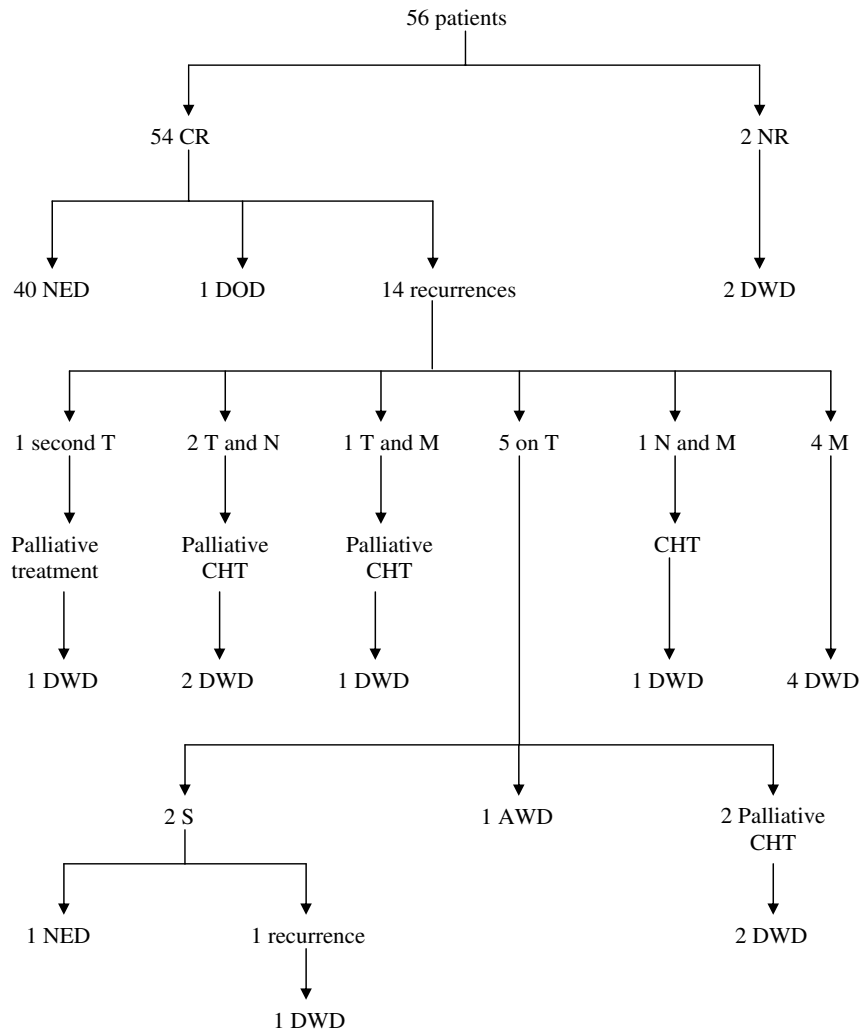 56 patients
54 CR
2 NR
40 NED
1 DOD
14 recurrences
2 DWD
1 second T
2 T and N
1 T and M
5 on T
1 N and M
4 M
Palliative
treatment
Palliative
CHT
Palliative
CHT
CHT
1 DWD
2 DWD
1 DWD
1 DWD
4 DWD
2 S
1 AWD
2 Palliative
CHT
1 NED
1 recurrence
2 DWD
1 DWD